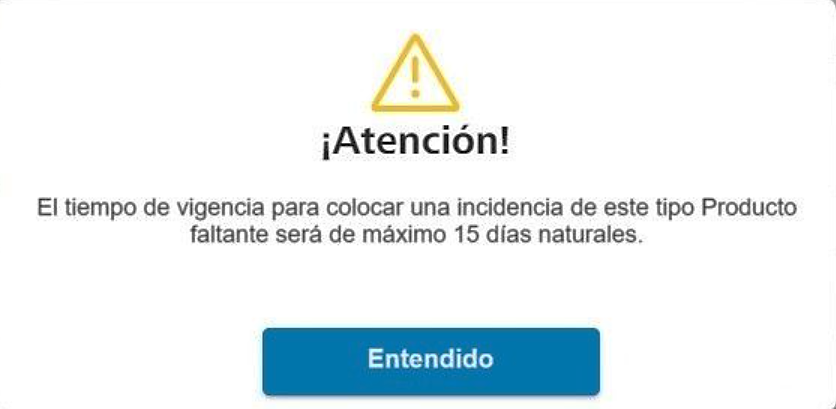 ¡Atención!
El tiempo de vigencia para colocar una incidencia de este tipo Producto
faltante será de máximo 15 días naturales.
Entendido